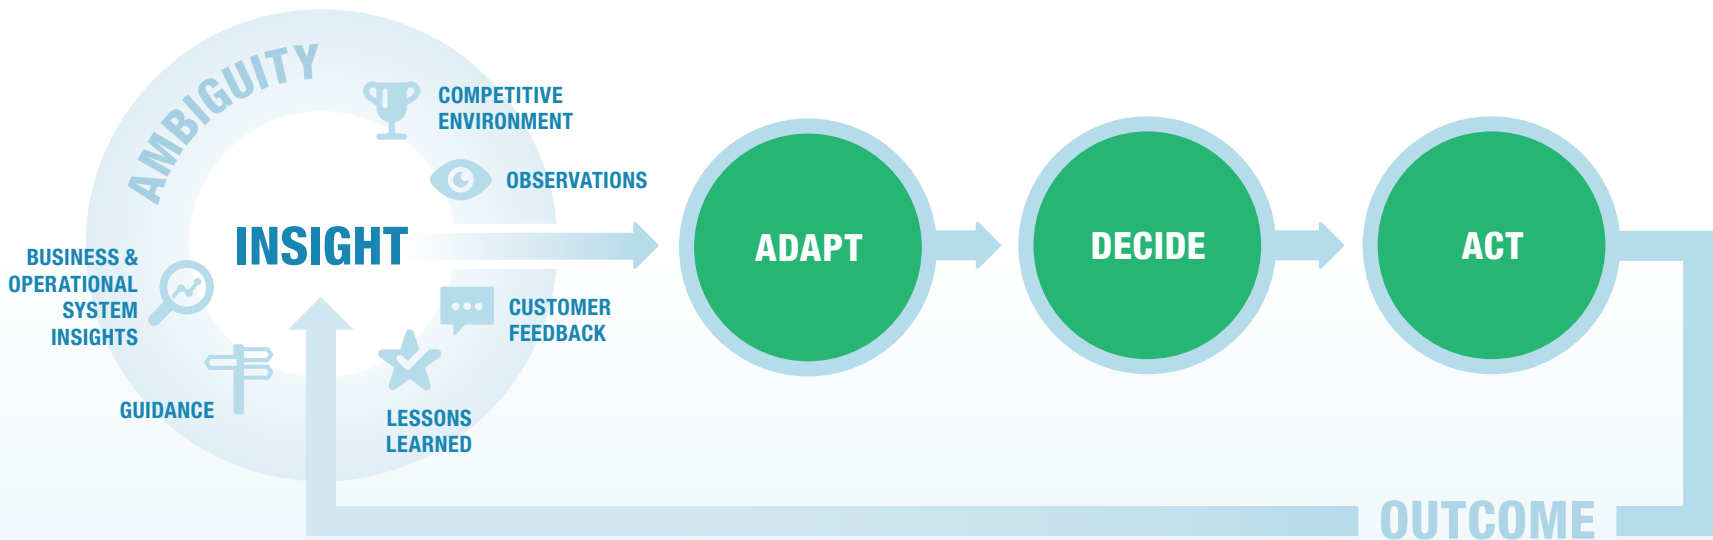 AMBIGUITY
COMPETITIVE
ENVIRONMENT
OBSERVATIONS
INSIGHT
BUSINESS &
OPERATIONAL
SYSTEM
INSIGHTS
CUSTOMER
FEEDBACK
GUIDANCE
LESSONS
LEARNED
ADAPT
DECIDE
ACT
OUTCOME